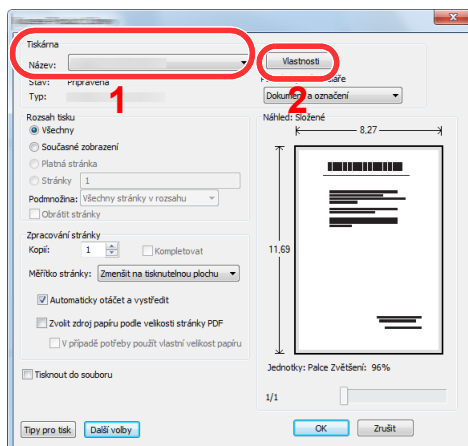 Tiskárna
Název:
Vlastnosti
Stav: Připravena
Typ:
1
2
Dokument a označení
Rozsah tisku
Všechny
Současné zobrazení
Platná stránka
Stránky 1
Podmnožina: Všechny stránky v rozsahu
Obrátit stránky
Zpracování stránky
Kopií: 1 Kompletovat
Měřítko stránky: Zmenšit na tisknutelnou plochu
Automaticky otáčet a vystředit
Zvolit zdroj papíru podle velikosti stránky PDF
V případě potřeby použít vlastní velikost papíru
Tisknout do souboru
Náhled: Složené
8,27
11,69
Jednotky: Palce Zvětšení: 96%
1/1
Tipy pro tisk
Další volby
OK
Zrušit